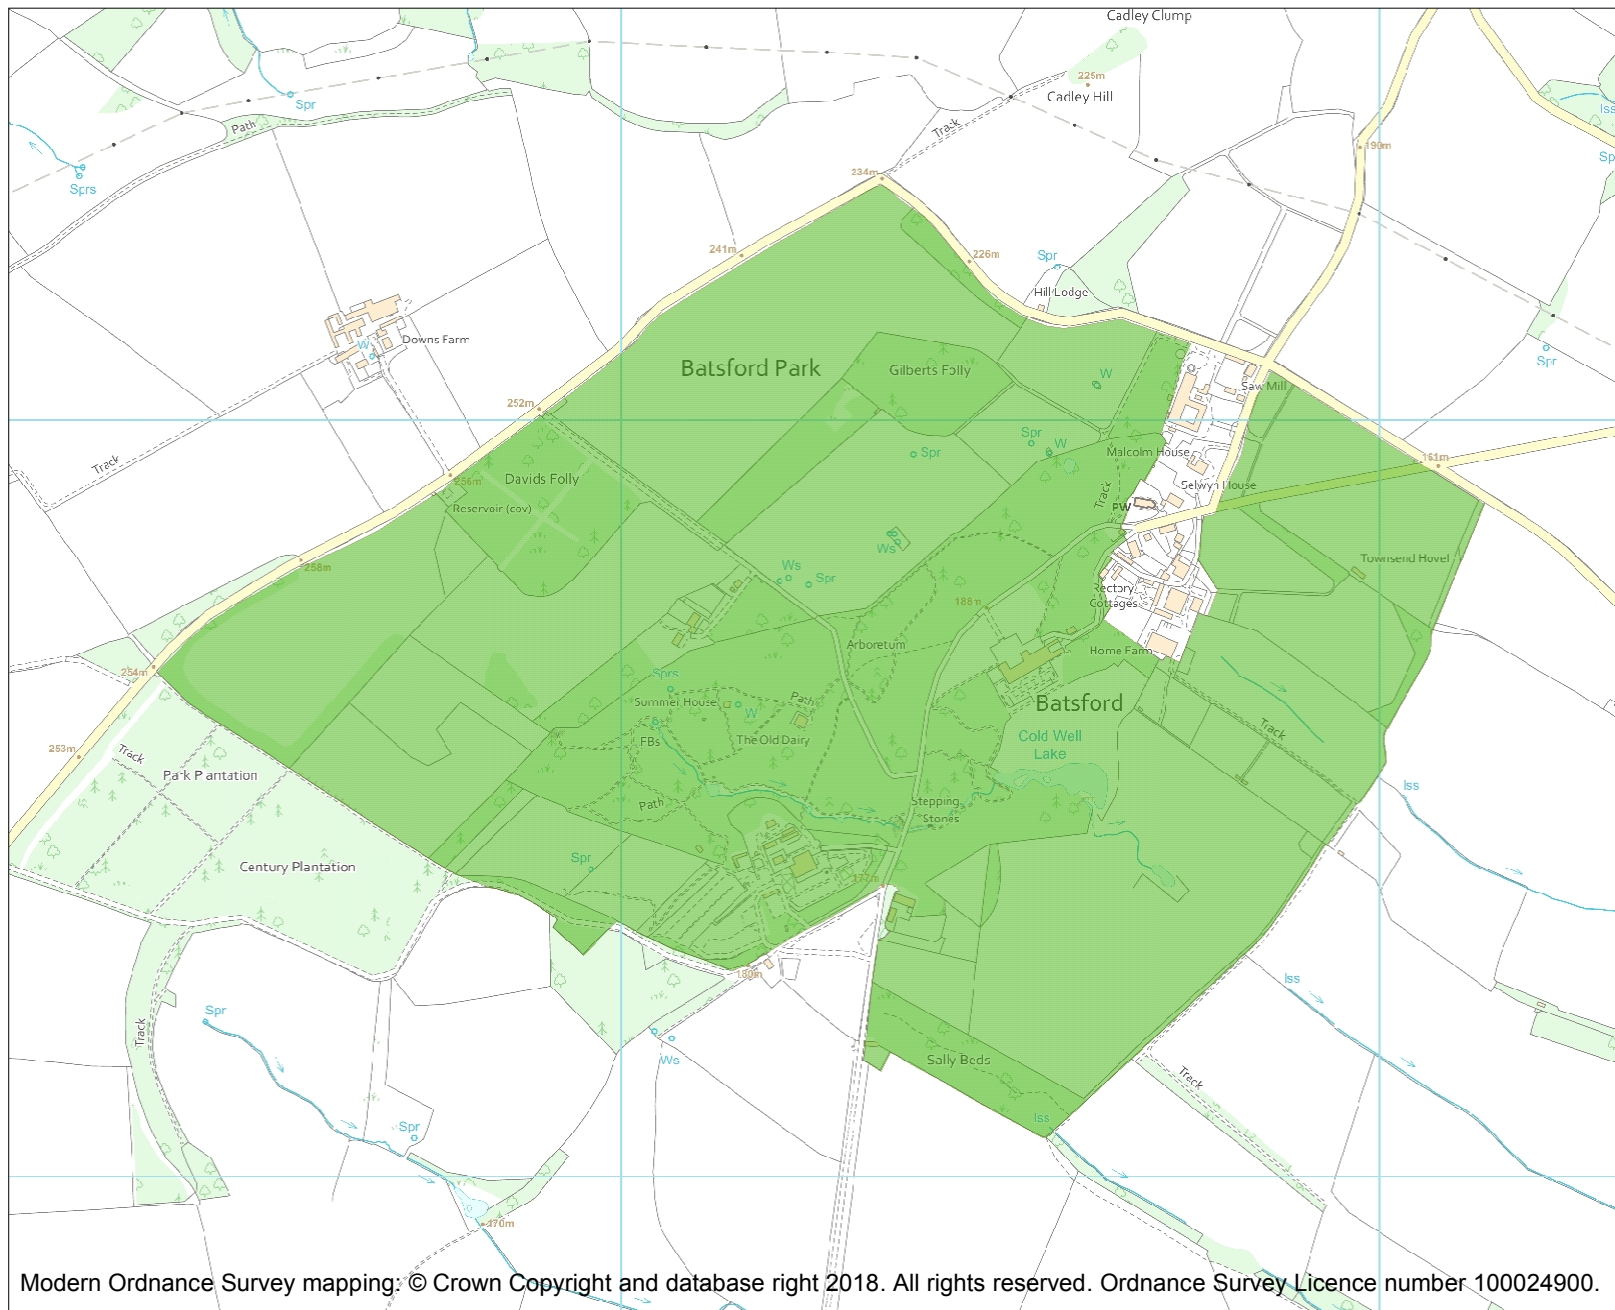 Cadley Clump
225m
Cadley Hill
Iss
Spr
Track
Path
190m
Sp
Sprs
234m
241m
226m
Spr
Hill Lodge
Downs Farm
W
Spr
Batsford Park
Gilberts Folly
W
Saw Mill
252m
Spr
W
Spr
Malcolm House
161m
Track
Davids Folly
256m
Selwyn House
Track
Reservoir (cov)
PW
Ws
Townsend Hovel
258m
Ws
Spr
Rectory
Cottages
188m
Arboretum
Home Farm
254m
Sprs
Summer House
Path
W
Batsford
FBs
The Old Dairy
Cold Well
Lake
Track
253m
Track
Park Plantation
Iss
Path
Stepping
Stones
Century Plantation
Spr
177m
180m
Iss
Spr
Track
Ws
Sally Beds
Track
Iss
Spr
170m
Modern Ordnance Survey mapping: © Crown Copyright and database right 2018. All rights reserved. Ordnance Survey Licence number 100024900.